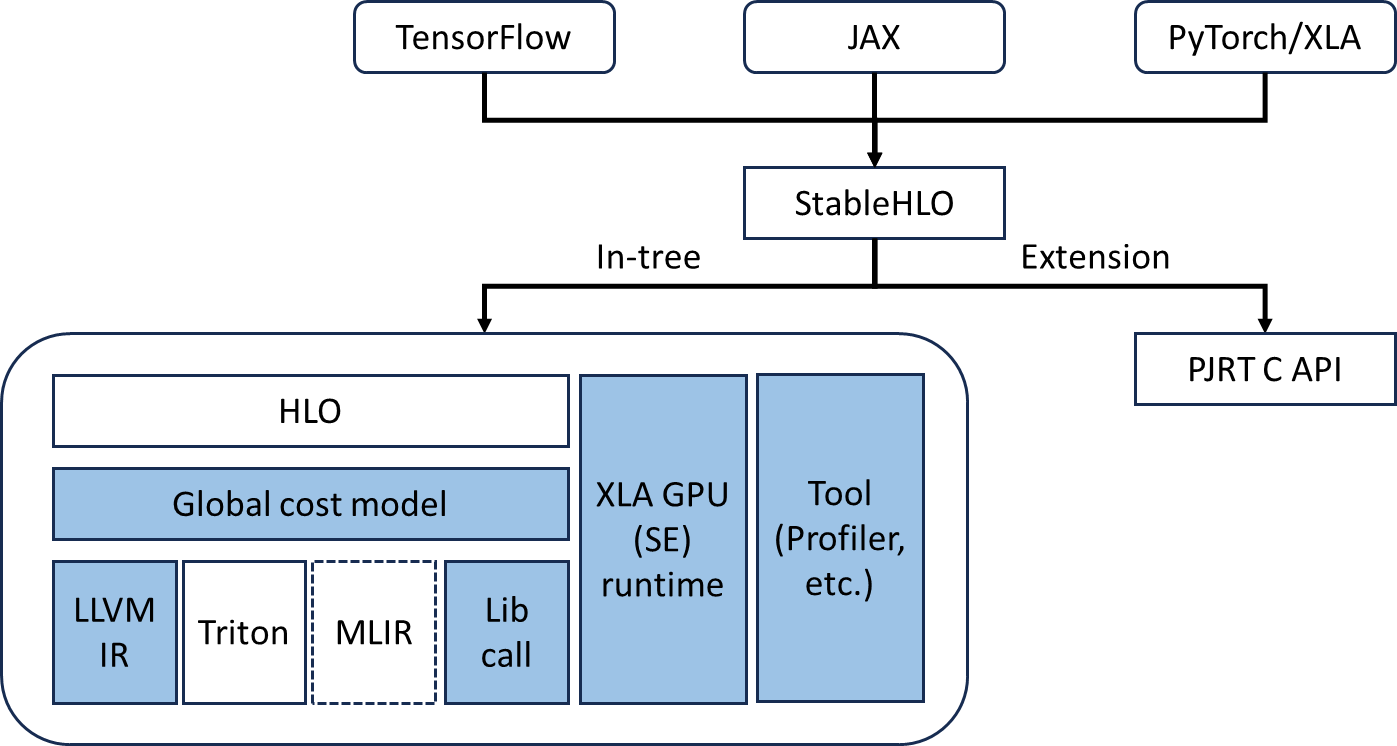 TensorFlow
JAX
PyTorch/XLA
StableHLO
In-tree
Extension
PJRT C API
HLO
Global cost model
LLVM
IR
Triton
MLIR
Lib
call
XLA GPU
(SE)
runtime
Tool
(Profiler,
etc.)